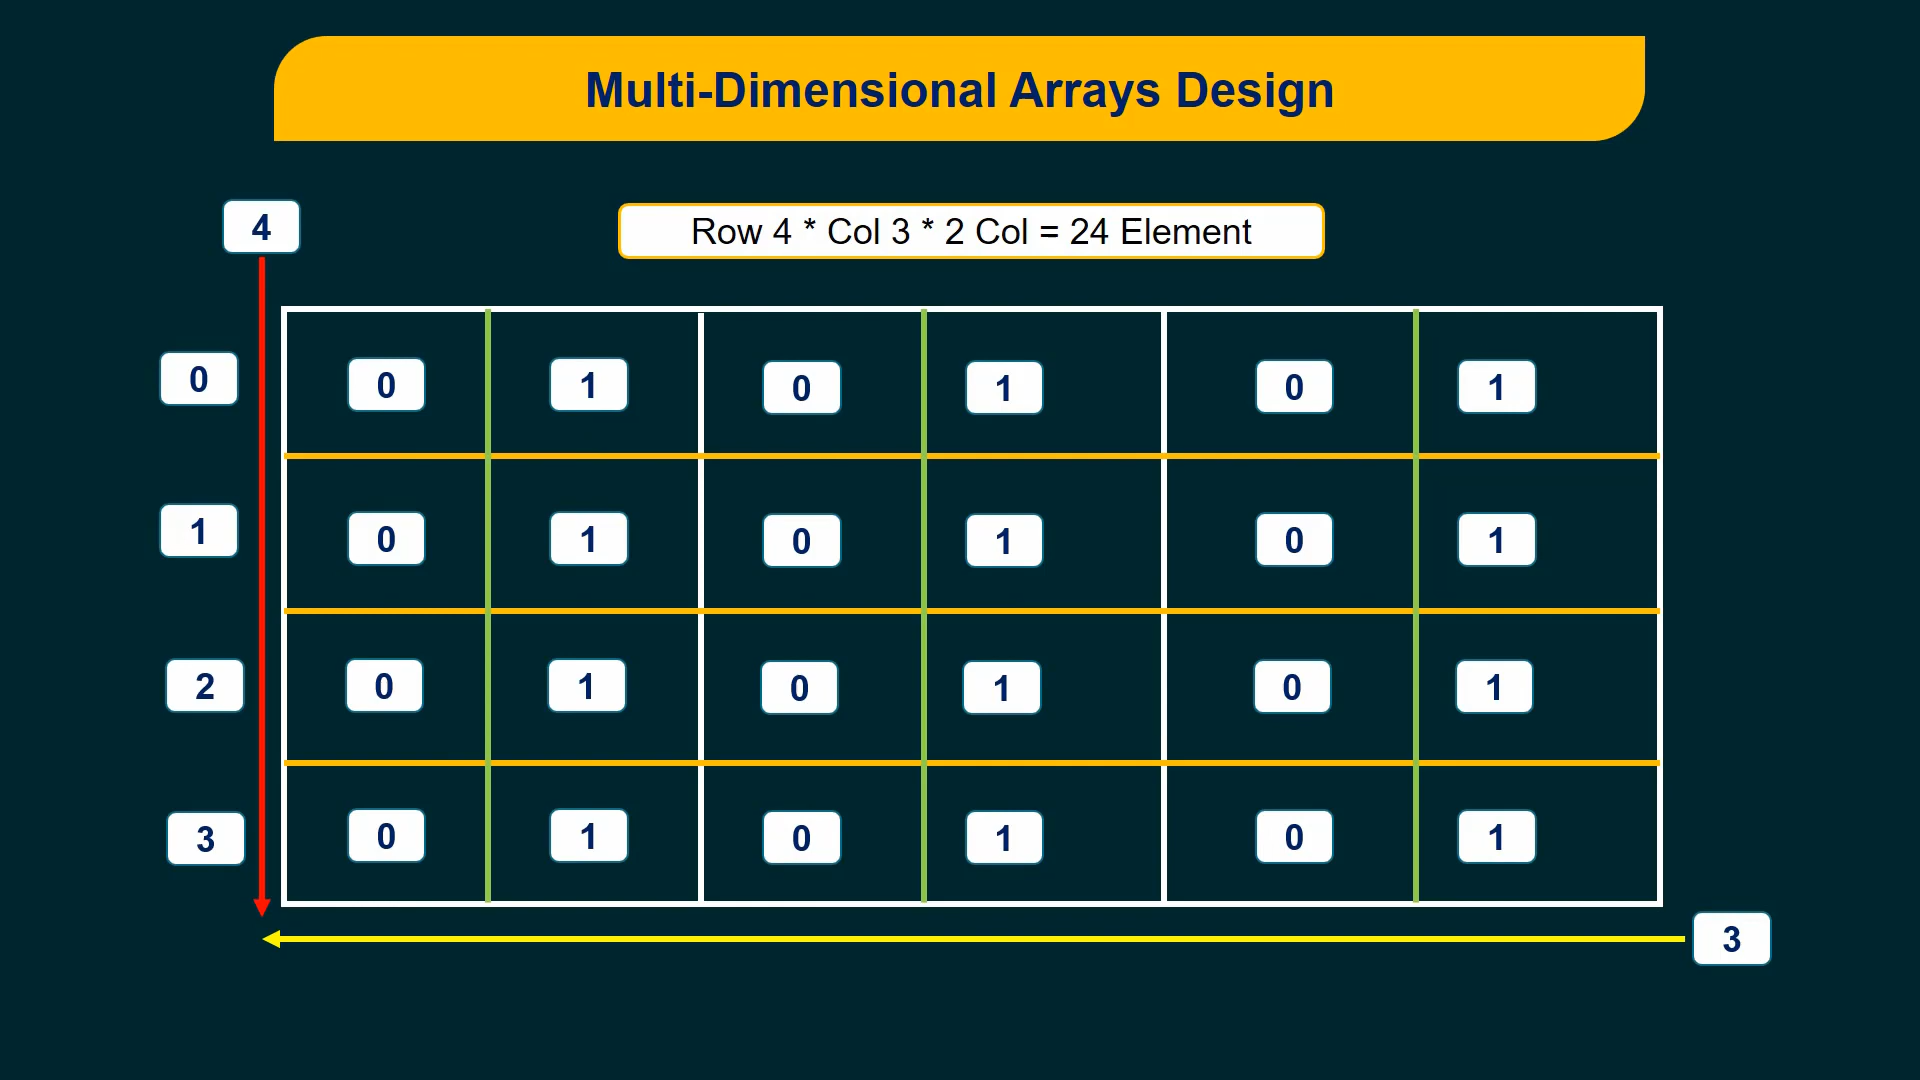 Multi-Dimensional Arrays Design
4
Row 4 * Col 3 * 2 Col = 24 Element
0 0 1 0 1 0 1
1 0 1 0 1 0 1
2 0 1 0 1 0 1
3 0 1 0 1 0 1
3